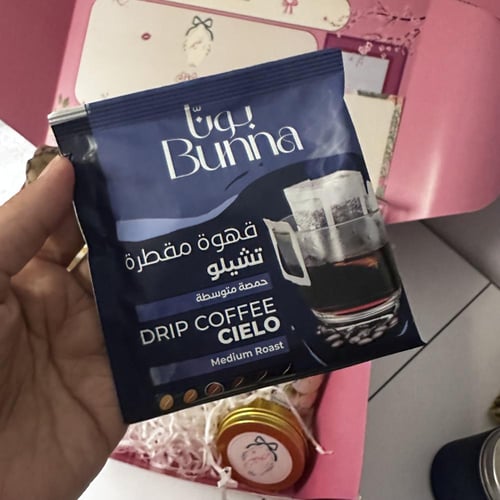 بونّا
Bunna
قهوة مقطرة
تشيلو
حمصة متوسطة
DRIP COFFEE
CIELO
Medium Roast